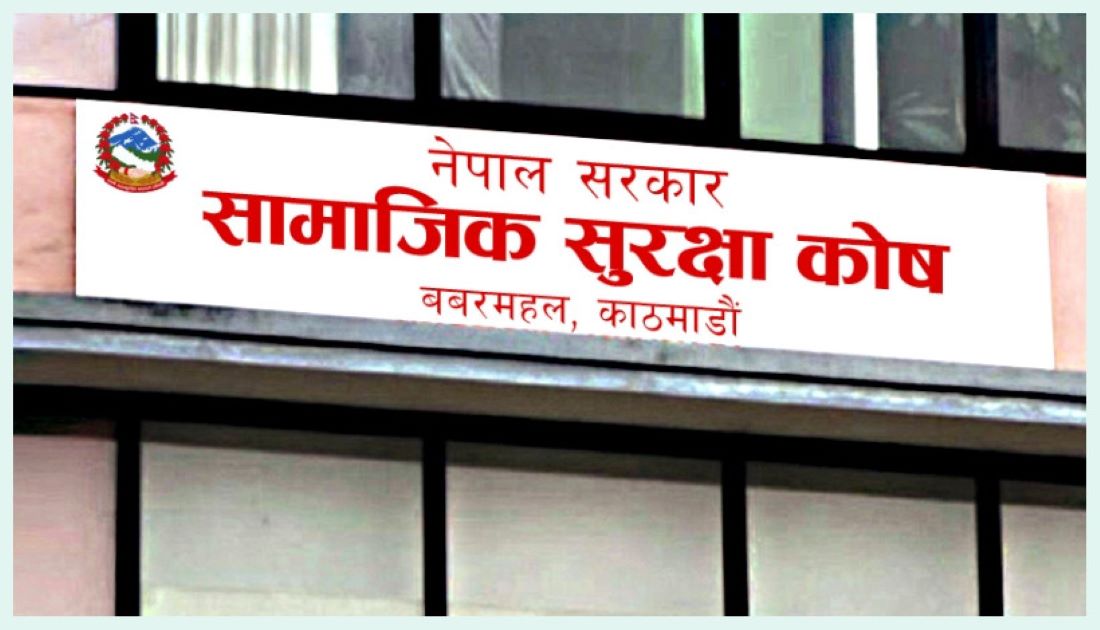 नेपाल सरकार
सामाजिक सुरक्षा कोष
बबरमहल, काठमाडौं